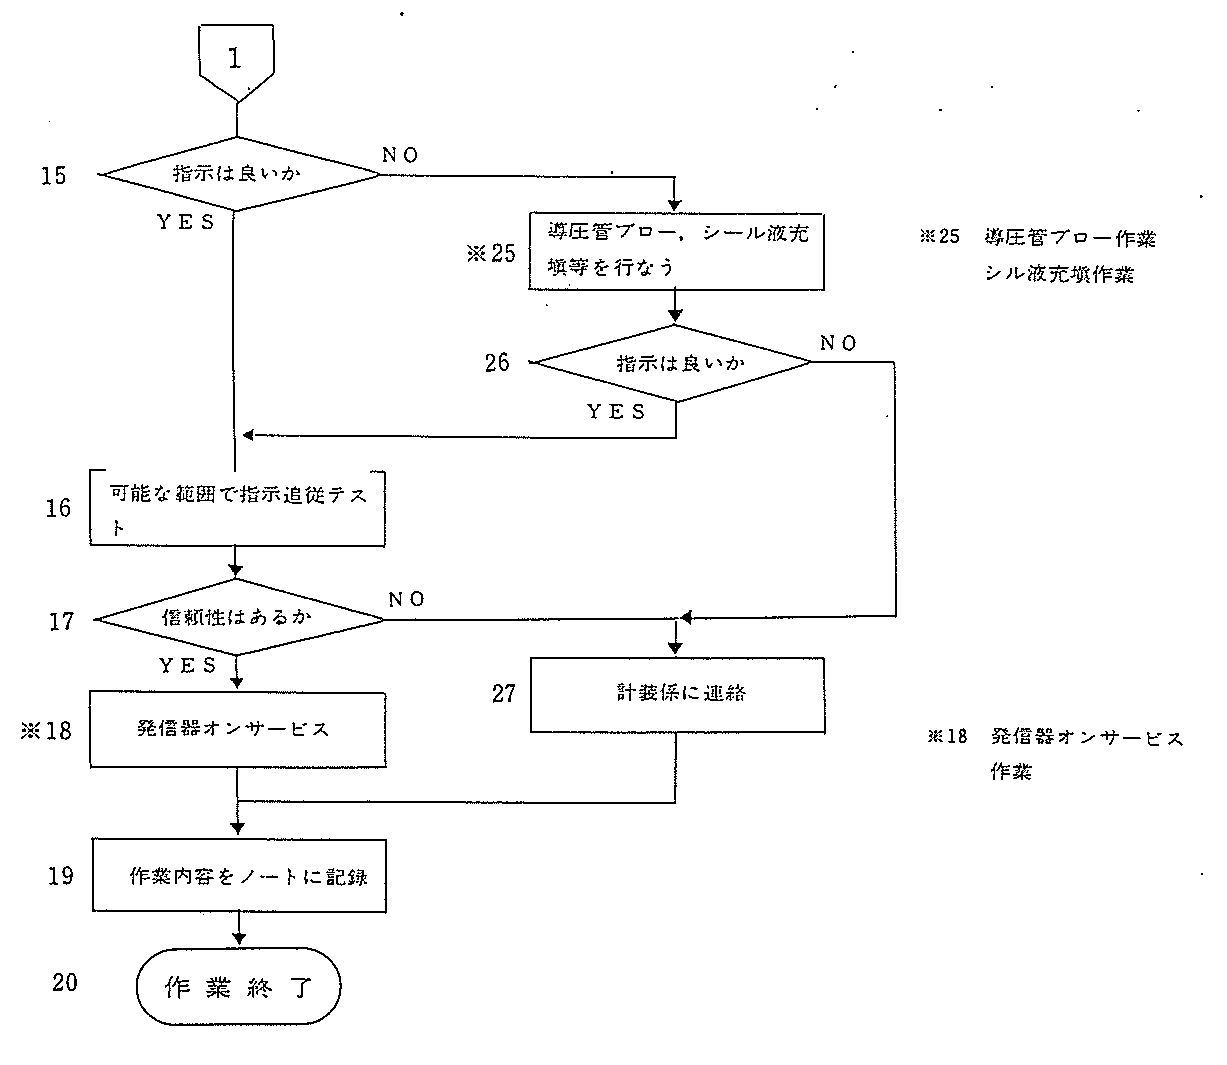 1
15
指示は良いか
NO
YES
※25
導圧管ブロー，シール液充
塡等を行なう
※25 導圧管ブロー作業
シル液充塡作業
26
指示は良いか
NO
YES
16
可能な範囲で指示追従テス
ト
17
信頼性はあるか
NO
YES
27
計装係に連絡
※18
発信器オンサービス
※18 発信器オンサービス
作業
19
作業内容をノートに記録
20
作業終了